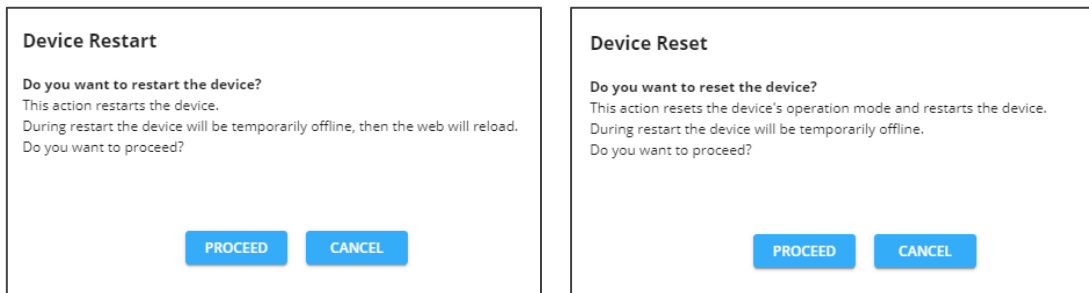 Device Restart
Do you want to restart the device?
This action restarts the device.
During restart the device will be temporarily offline, then the web will reload.
Do you want to proceed?
PROCEED CANCEL
Device Reset
Do you want to reset the device?
This action resets the device's operation mode and restarts the device.
During restart the device will be temporarily offline.
Do you want to proceed?
PROCEED CANCEL